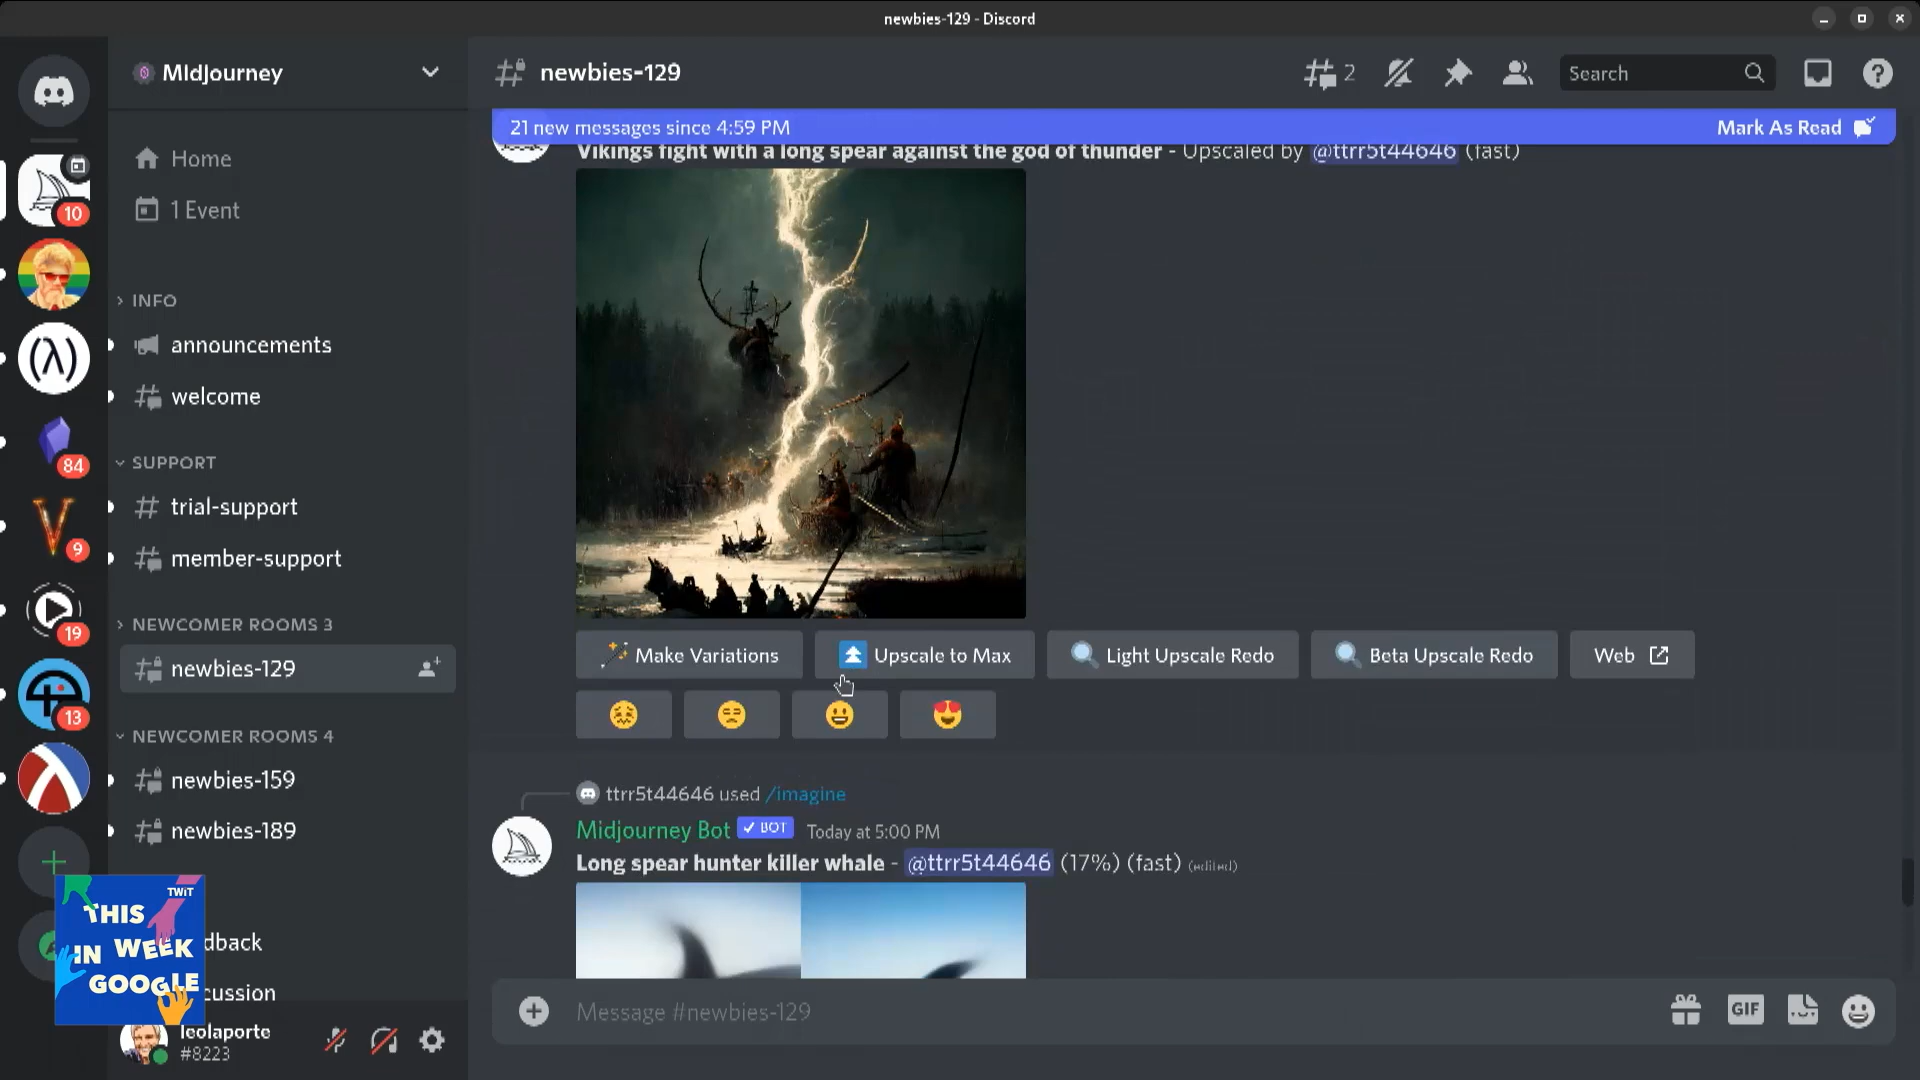 newbies-129 - Discord
MIdJourney
newbies-129
2
Search
21 new messages since 4:59 PM
Mark As Read
Vikings fight with a long spear against the god of thunder - Upscaled by @ttrr5t44646 (fast)
Home
1 Event
10
INFO
announcements
welcome
SUPPORT
84
trial-support
V
9
member-support
NEWCOMER ROOMS 3
19
newbies-129
Make Variations
Upscale to Max
Light Upscale Redo
Beta Upscale Redo
Web
13
NEWCOMER ROOMS 4
newbies-159
newbies-189
ttrr5t44646 used /imagine
Midjourney Bot
BOT
Today at 5:00 PM
Long spear hunter killer whale - @ttrr5t44646 (17%) (fast) (edited)
TWiT
THIS
IN WEEK
GOOGLE
dback
cussion
Message #newbies-129
GIF
leolaporte
#8223